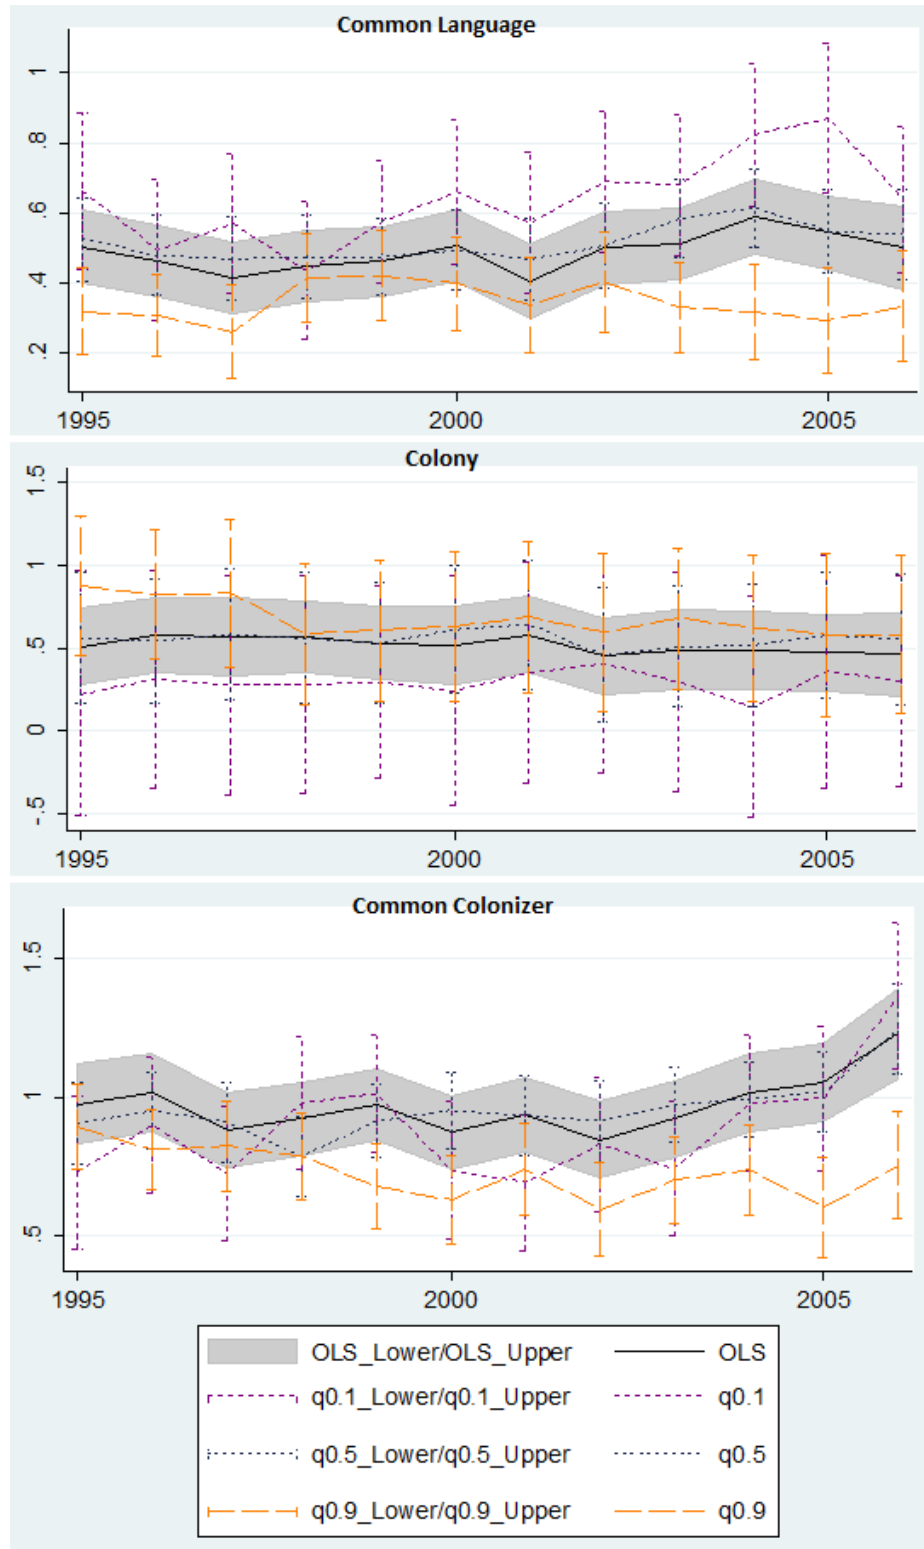 Common Language
1
.8
.6
.4
.2
1995 2000 2005
Colony
1.5
1
.5
0
-.5
1995 2000 2005
Common Colonizer
1.5
1
.5
1995 2000 2005
OLS_Lower/OLS_Upper OLS
q0.1_Lower/q0.1_Upper q0.1
q0.5_Lower/q0.5_Upper q0.5
q0.9_Lower/q0.9_Upper q0.9